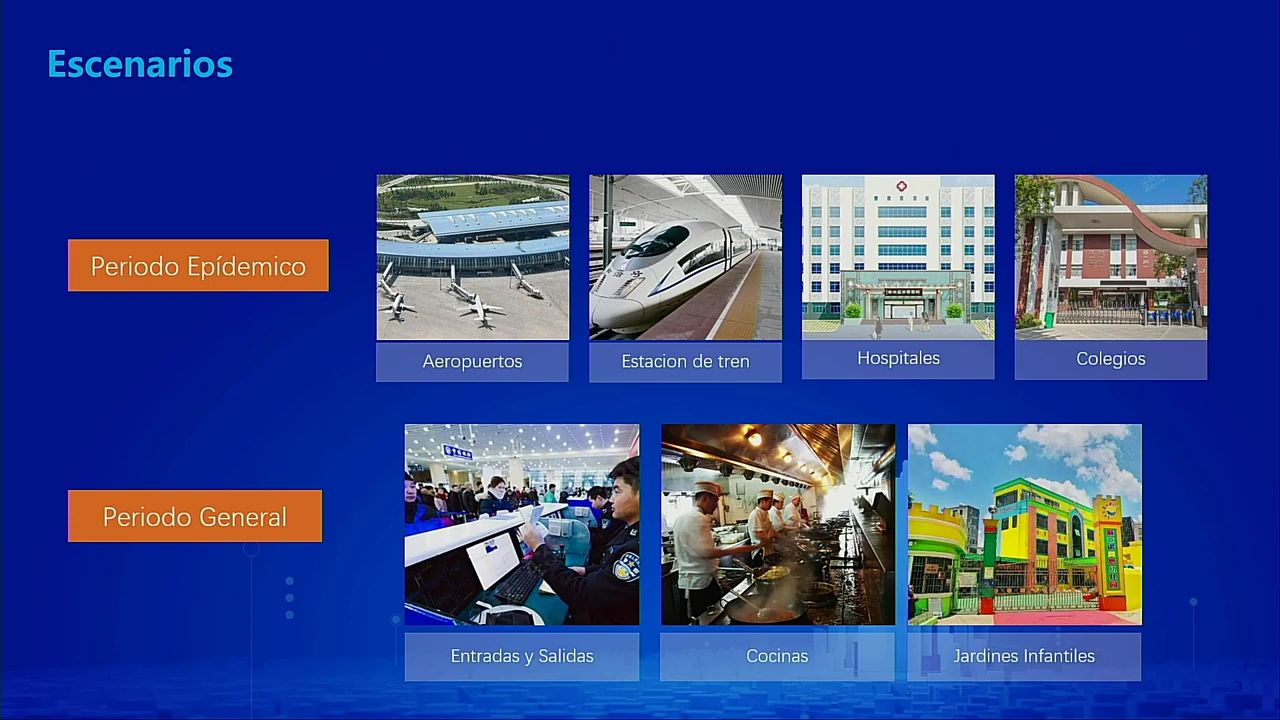 Escenarios
Periodo Epídemico
Aeropuertos
Estacion de tren
Hospitales
Colegios
Periodo General
Entradas y Salidas
Cocinas
Jardines Infantiles